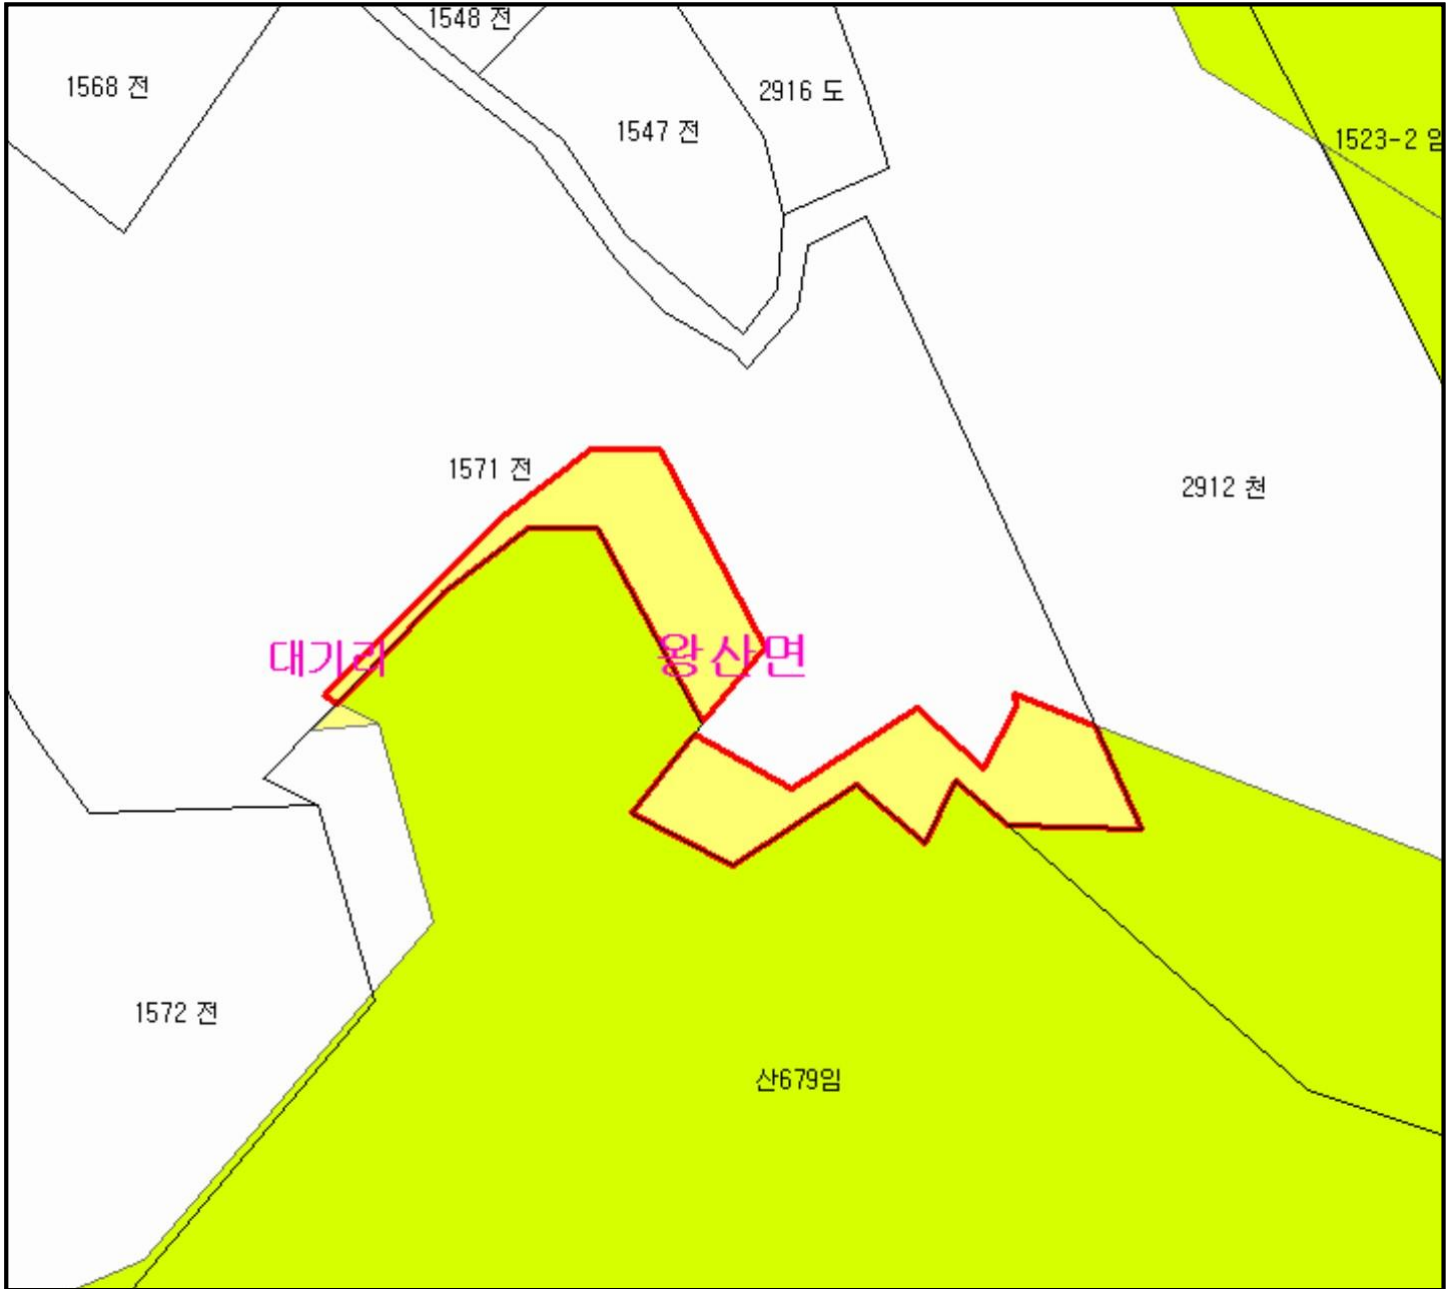 1548 전
1568 전
2916 도
1547 전
1523-2 임
1571 전
2912 천
대기리
왕산면
1572 전
산679임